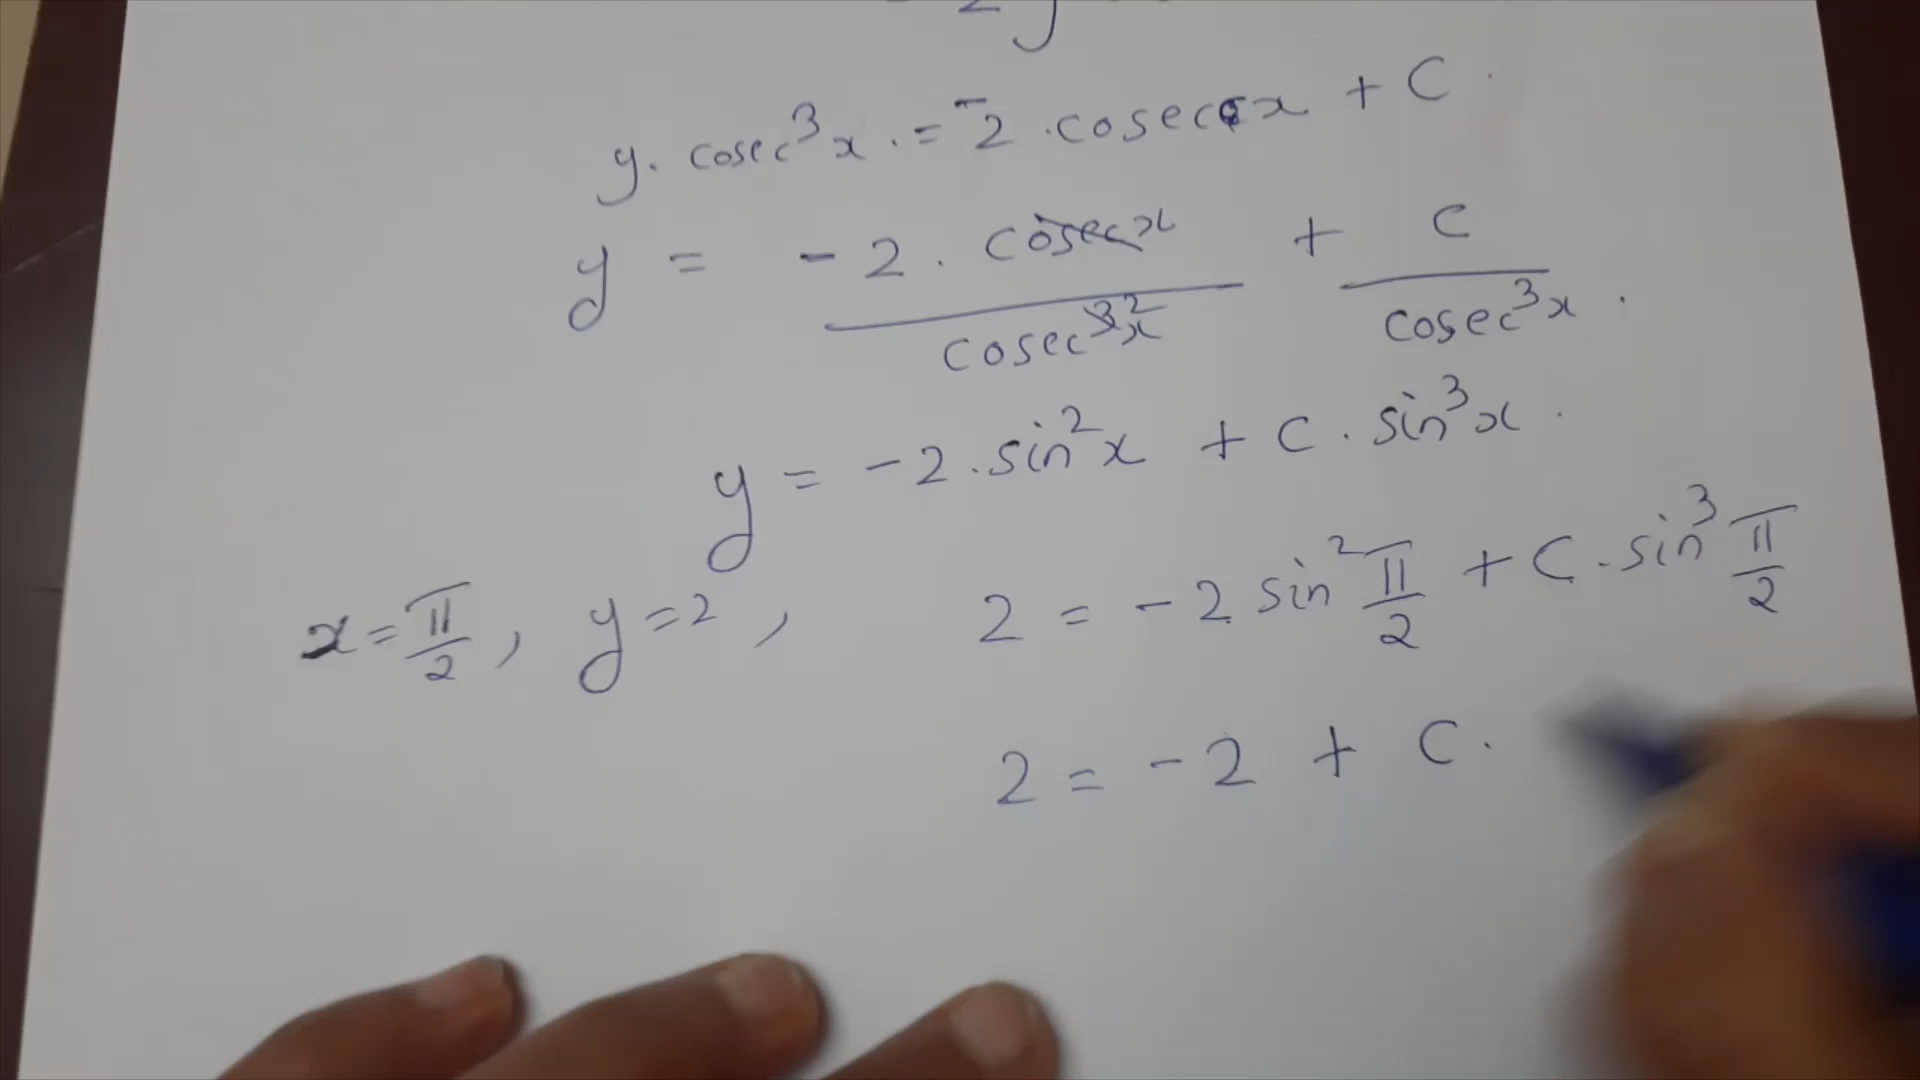 y. cosec³x. = -2 .cosec x + C.
y = -2. cosec x / cosec³²x + C / cosec³x.
y = -2.sin²x + C. sin³x.
x = π/2, y = 2, 2 = -2 sin² π/2 + C. sin³ π/2
2 = -2 + C.